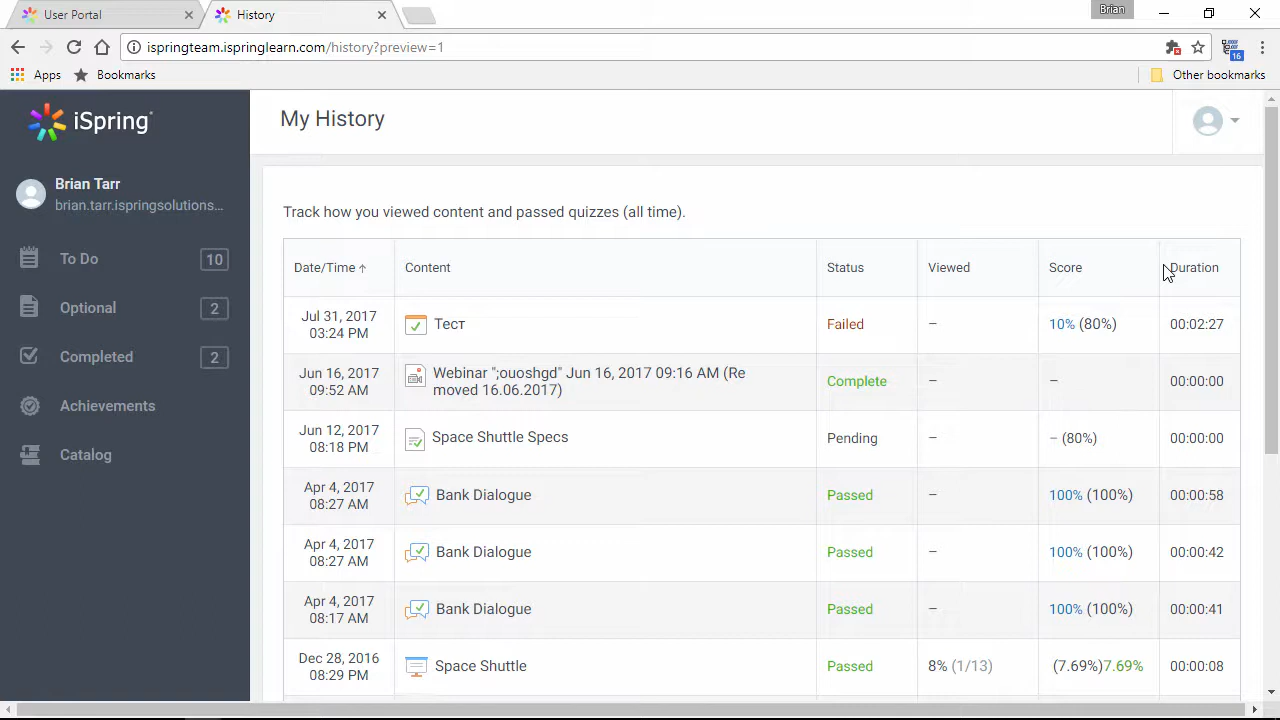 User Portal
History
Brian
ispringteam.ispringlearn.com/history?preview=1
16
Apps
Bookmarks
Other bookmarks
iSpring
My History
Brian Tarr
brian.tarr.ispringsolutions...
To Do 10
Optional 2
Completed 2
Achievements
Catalog
Track how you viewed content and passed quizzes (all time).
Date/Time Content Status Viewed Score Duration
Jul 31, 2017
03:24 PM
Тест Failed – 10% (80%) 00:02:27
Jun 16, 2017
09:52 AM
Webinar ";ouoshgd" Jun 16, 2017 09:16 AM (Re
moved 16.06.2017)
Complete – – 00:00:00
Jun 12, 2017
08:18 PM
Space Shuttle Specs Pending – – (80%) 00:00:00
Apr 4, 2017
08:27 AM
Bank Dialogue Passed – 100% (100%) 00:00:58
Apr 4, 2017
08:27 AM
Bank Dialogue Passed – 100% (100%) 00:00:42
Apr 4, 2017
08:17 AM
Bank Dialogue Passed – 100% (100%) 00:00:41
Dec 28, 2016
08:29 PM
Space Shuttle Passed 8% (1/13) (7.69%)7.69% 00:00:08